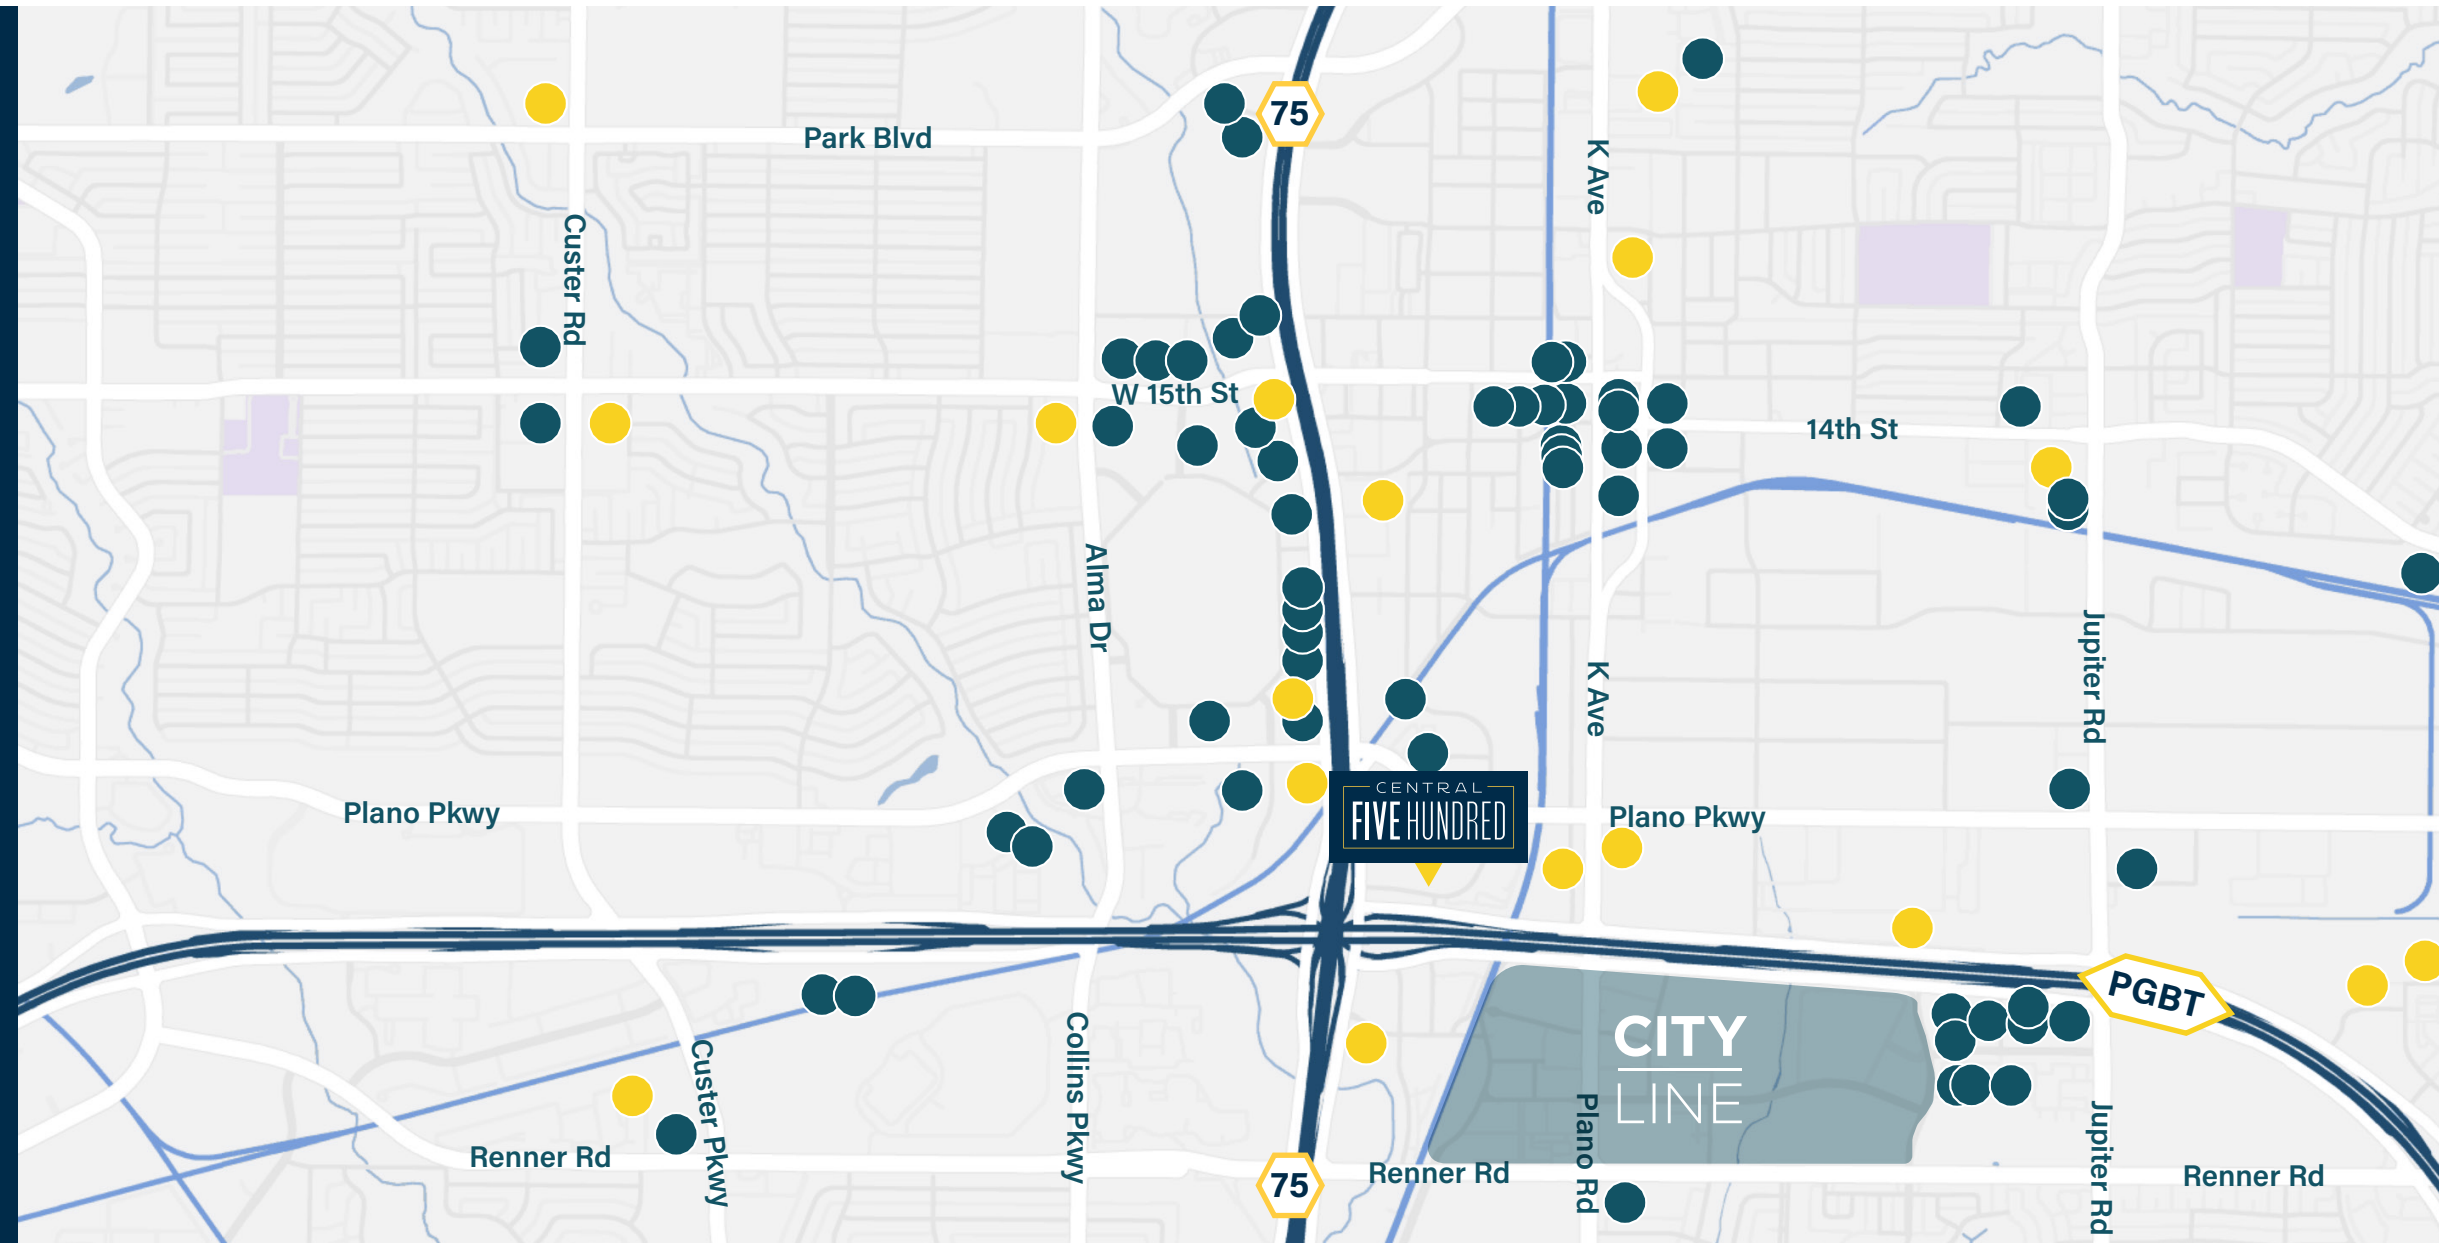 75
Park Blvd
K Ave
Custer Rd
W 15th St
14th St
Alma Dr
Jupiter Rd
K Ave
CENTRAL
FIVE HUNDRED
Plano Pkwy
Plano Pkwy
PGBT
CITY
LINE
Collins Pkwy
Custer Pkwy
Plano Rd
Jupiter Rd
Renner Rd
75
Renner Rd
Renner Rd